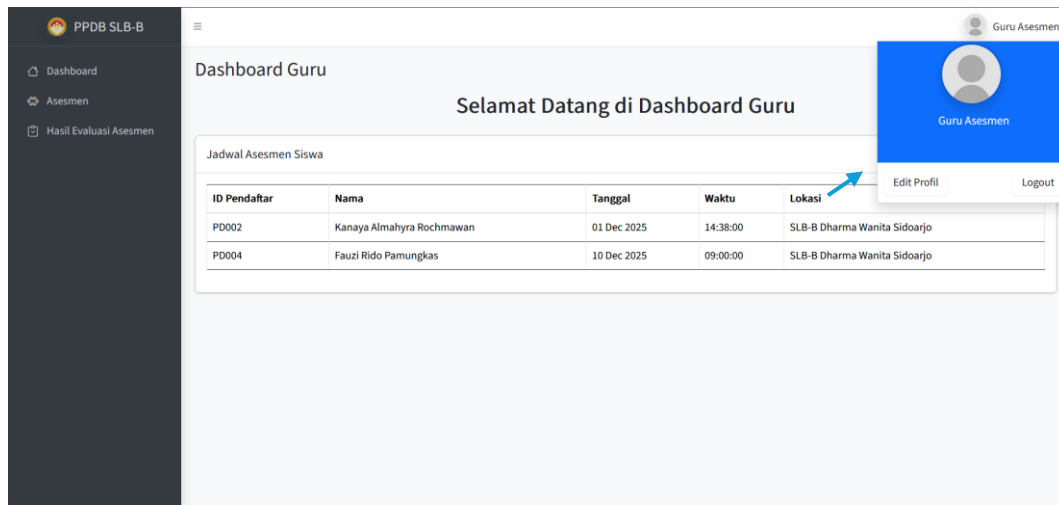 PPDB SLB-B
Guru Asesmen
Dashboard
Asesmen
Hasil Evaluasi Asesmen
Dashboard Guru
Selamat Datang di Dashboard Guru
Guru Asesmen
Edit Profil Logout
Jadwal Asesmen Siswa
ID Pendaftar Nama Tanggal Waktu Lokasi
PD002 Kanaya Almahyra Rochmawan 01 Dec 2025 14:38:00 SLB-B Dharma Wanita Sidoarjo
PD004 Fauzi Rido Pamungkas 10 Dec 2025 09:00:00 SLB-B Dharma Wanita Sidoarjo